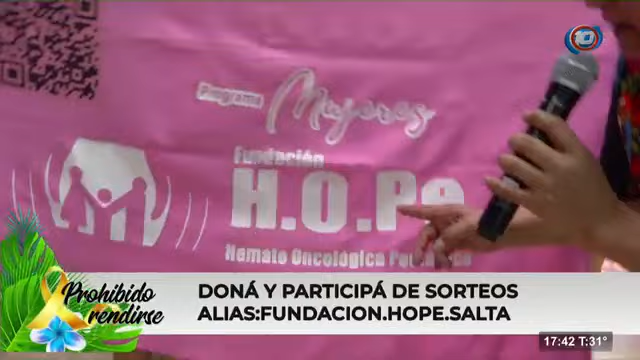 10
Programa Mujeres
Fundación
H.O.Pe
Hemato Oncológica
Prohibido
rendirse
DONÁ Y PARTICIPÁ DE SORTEOS
ALIAS:FUNDACION.HOPE.SALTA
17:42 T:31°